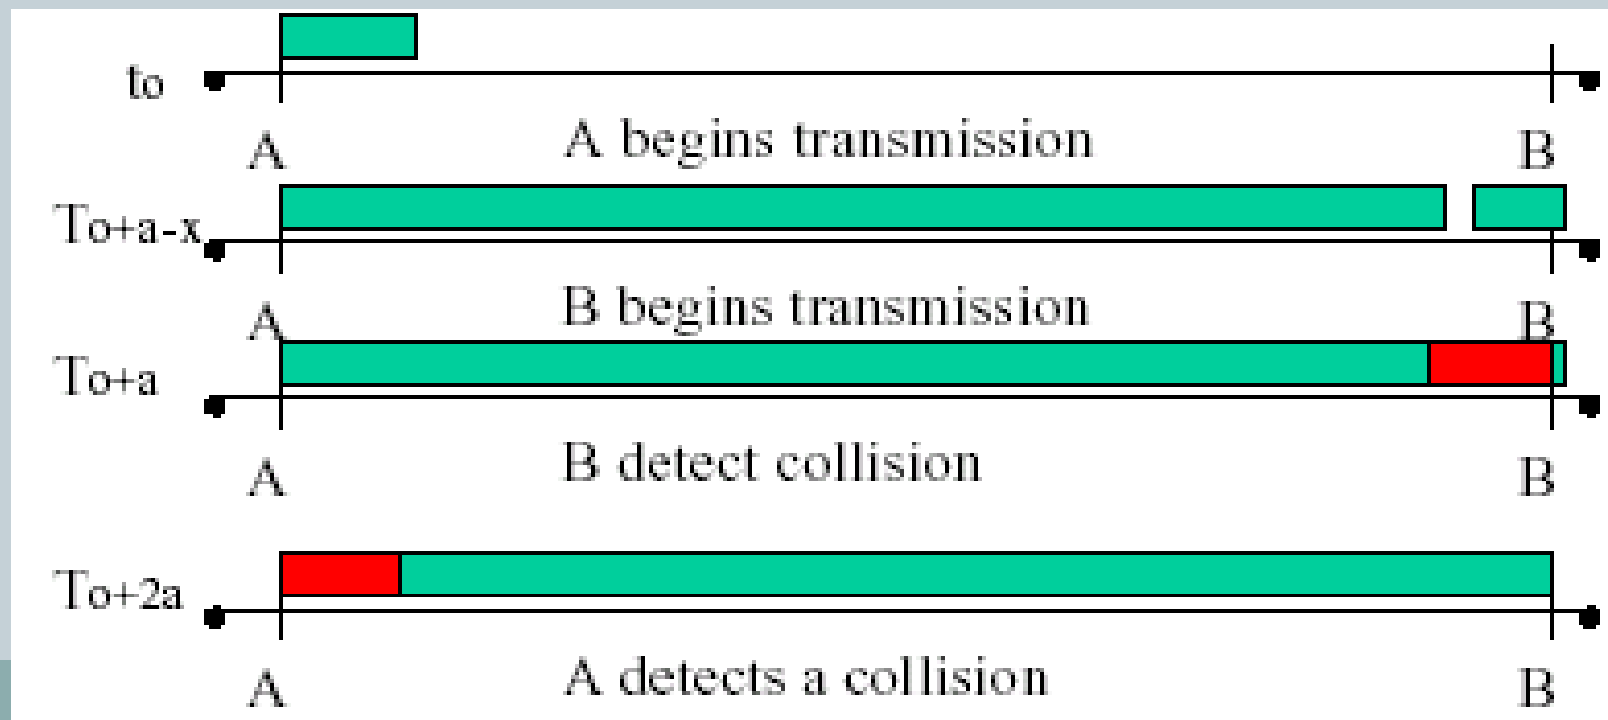 to
A A begins transmission B
To+a-x
A B begins transmission B
To+a
A B detect collision B
To+2a
A A detects a collision B